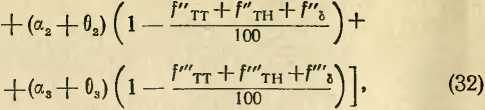 + (α₂ + θ₂) (1 − (f″_TT + f″_TH + f″_δ)/100) +
+ (α₃ + θ₃) (1 − (f‴_TT + f‴_TH + f‴_δ)/100)], (32)